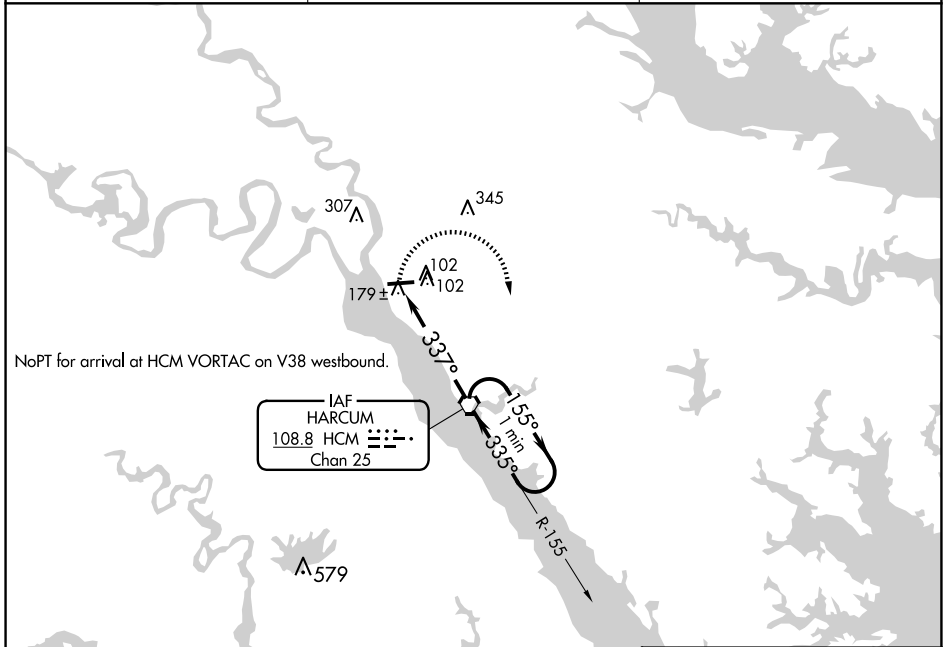 307
345
102
102
179 ±
337°
NoPT for arrival at HCM VORTAC on V38 westbound.
IAF
HARCUM
108.8 HCM
Chan 25
155°
1 min
335°
R-155
579